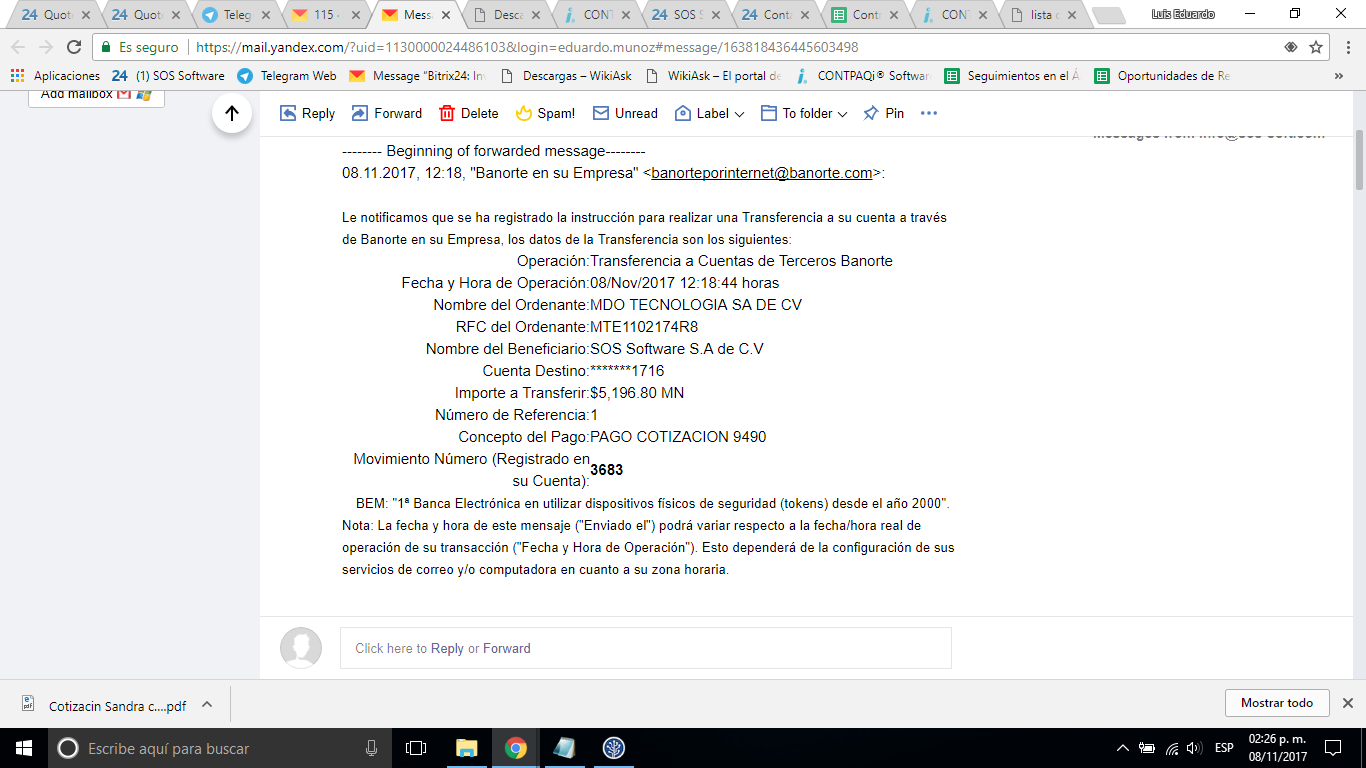 24 Quot
24 Quot
Teleg
115
Messa
Desca
CONT
24 SOS S
24 Conta
Conti
CON
lista c
Luis Eduardo
Es seguro https://mail.yandex.com/?uid=1130000024486103&login=eduardo.munoz#message/163818436445603498
Aplicaciones
24 (1) SOS Software
Telegram Web
Message "Bitrix24: In
Descargas – WikiAsk
WikiAsk – El portal de
CONTPAQi® Softwar
Seguimientos en el Á
Oportunidades de Re
»
Add mailbox
Reply Forward Delete Spam! Unread Label To folder Pin
Messages from info@sos-soft.com
-------- Beginning of forwarded message--------
08.11.2017, 12:18, "Banorte en su Empresa" <banorteporinternet@banorte.com>:
Le notificamos que se ha registrado la instrucción para realizar una Transferencia a su cuenta a través
de Banorte en su Empresa, los datos de la Transferencia son los siguientes:
Operación:Transferencia a Cuentas de Terceros Banorte
Fecha y Hora de Operación:08/Nov/2017 12:18:44 horas
Nombre del Ordenante:MDO TECNOLOGIA SA DE CV
RFC del Ordenante:MTE1102174R8
Nombre del Beneficiario:SOS Software S.A de C.V
Cuenta Destino:*******1716
Importe a Transferir:$5,196.80 MN
Número de Referencia:1
Concepto del Pago:PAGO COTIZACION 9490
Movimiento Número (Registrado en
su Cuenta):3683
BEM: "1ª Banca Electrónica en utilizar dispositivos físicos de seguridad (tokens) desde el año 2000".
Nota: La fecha y hora de este mensaje ("Enviado el") podrá variar respecto a la fecha/hora real de
operación de su transacción ("Fecha y Hora de Operación"). Esto dependerá de la configuración de sus
servicios de correo y/o computadora en cuanto a su zona horaria.
Click here to Reply or Forward
Cotizacin Sandra c....pdf
Mostrar todo
Escribe aquí para buscar
ESP
02:26 p. m.
08/11/2017